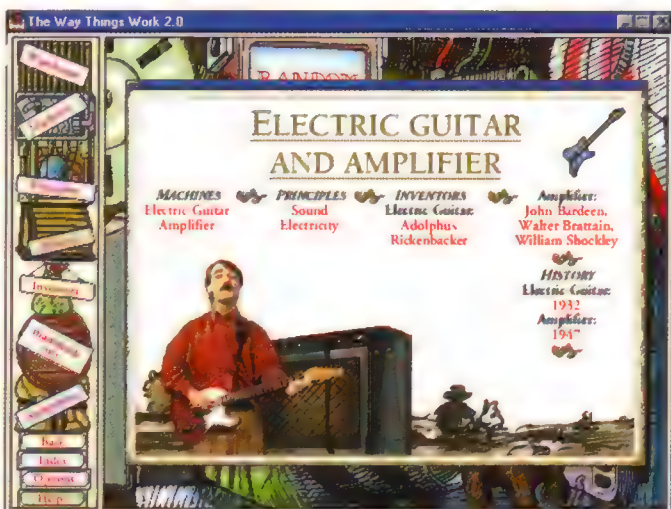 The Way Things Work 2.0
RANDOM
ELECTRIC GUITAR
AND AMPLIFIER
MACHINES
Electric Guitar
Amplifier
PRINCIPLES
Sound
Electricity
INVENTORS
Electric Guitar:
Adolphus
Rickenbacker
Amplifier:
John Bardeen,
Walter Brattain,
William Shockley
HISTORY
Electric Guitar:
1932
Amplifier:
1947
Inventors
Back
Index
Options
Help